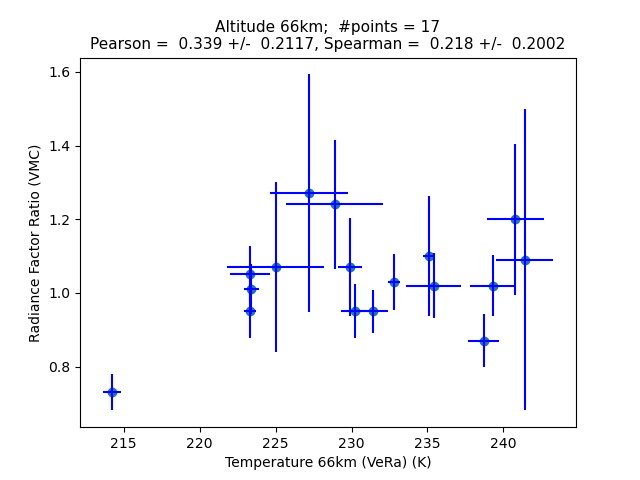 Altitude 66km;  #points = 17
Pearson =  0.339 +/-  0.2117, Spearman =  0.218 +/-  0.2002
1.6
1.4
1.2
1.0
0.8
Radiance Factor Ratio (VMC)
215 220 225 230 235 240
Temperature 66km (VeRa) (K)